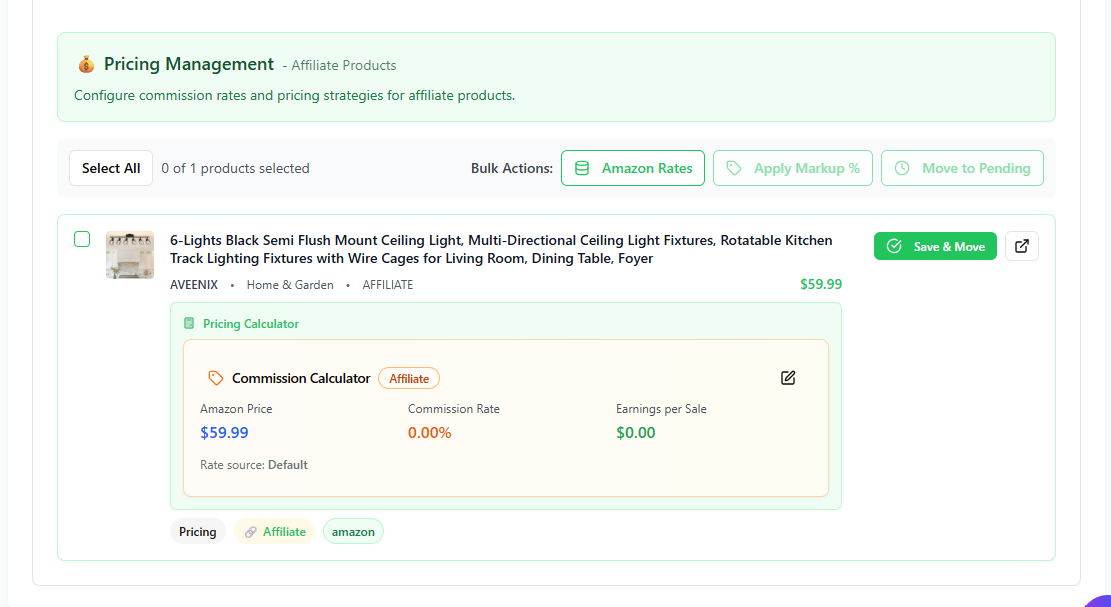 Pricing Management - Affiliate Products
Configure commission rates and pricing strategies for affiliate products.
Select All 0 of 1 products selected Bulk Actions: Amazon Rates Apply Markup % Move to Pending
6-Lights Black Semi Flush Mount Ceiling Light, Multi-Directional Ceiling Light Fixtures, Rotatable Kitchen
Track Lighting Fixtures with Wire Cages for Living Room, Dining Table, Foyer
Save & Move
AVEENIX • Home & Garden • AFFILIATE $59.99
Pricing Calculator
Commission Calculator Affiliate
Amazon Price Commission Rate Earnings per Sale
$59.99 0.00% $0.00
Rate source: Default
Pricing Affiliate amazon